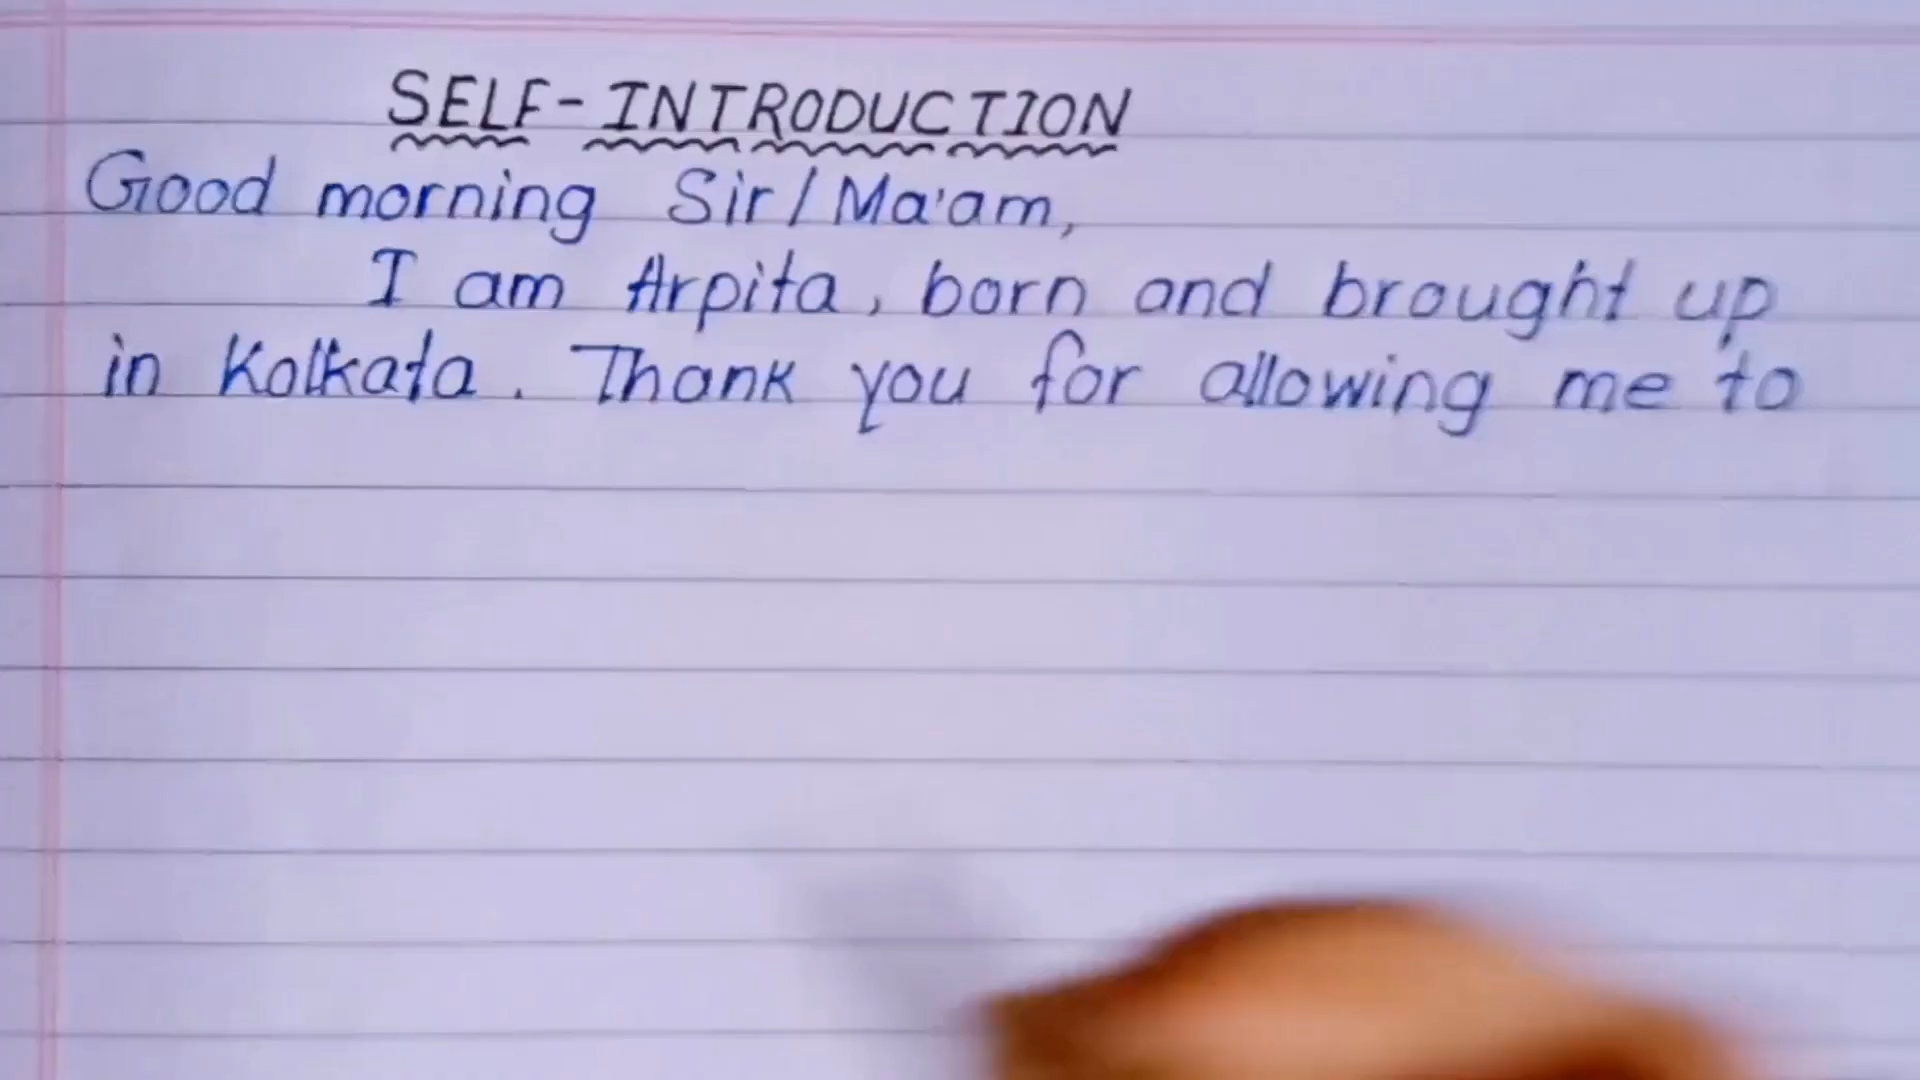 SELF-INTRODUCTION
Good morning Sir/Ma'am,
I am Arpita, born and brought up
in Kolkata. Thank you for allowing me to